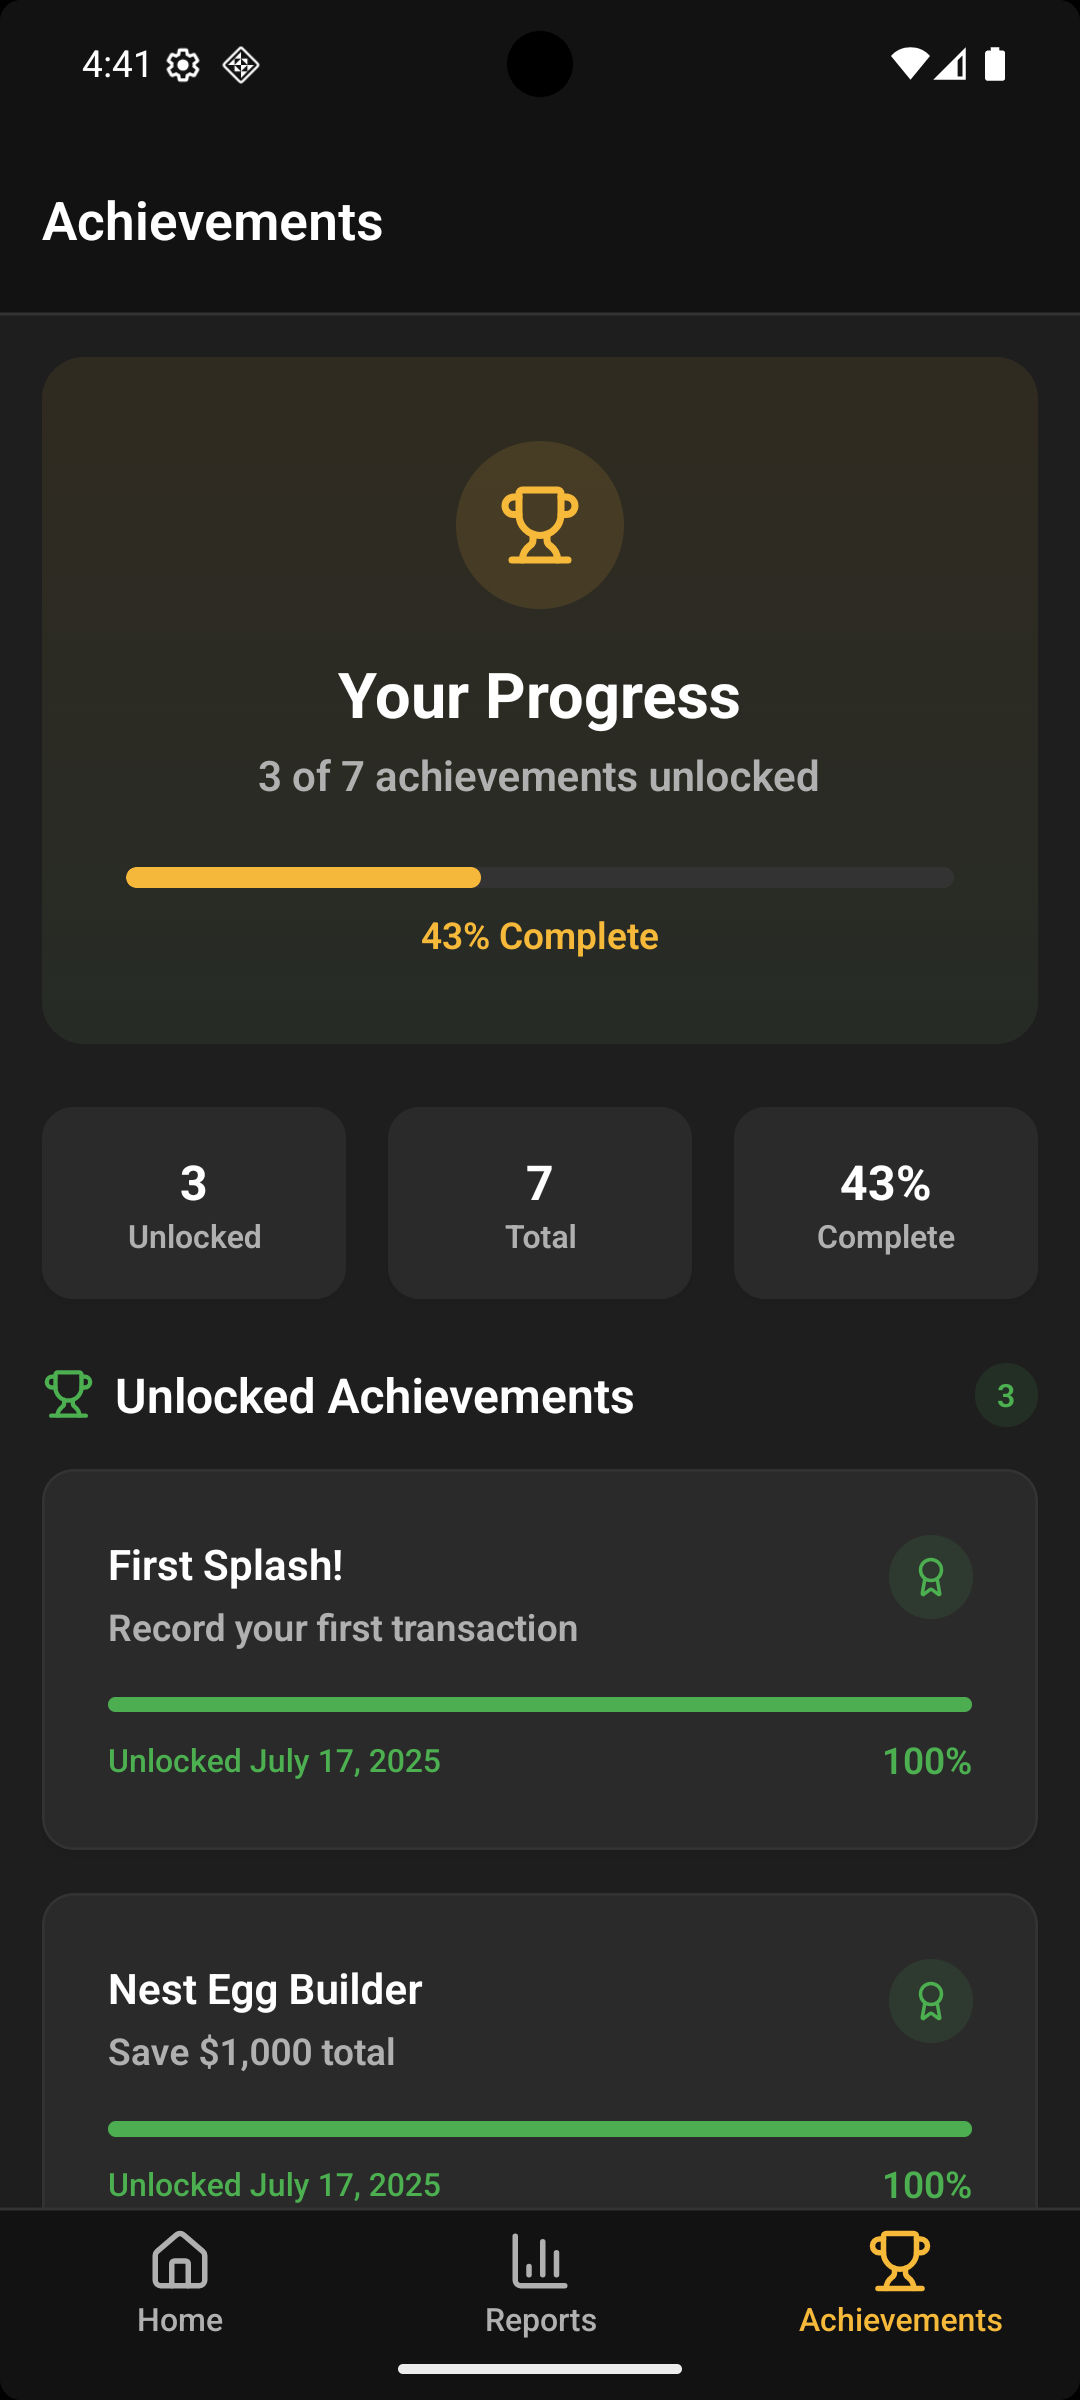 4:41
Achievements
Your Progress
3 of 7 achievements unlocked
43% Complete
3
Unlocked
7
Total
43%
Complete
Unlocked Achievements
3
First Splash!
Record your first transaction
Unlocked July 17, 2025
100%
Nest Egg Builder
Save $1,000 total
Unlocked July 17, 2025
100%
Home
Reports
Achievements